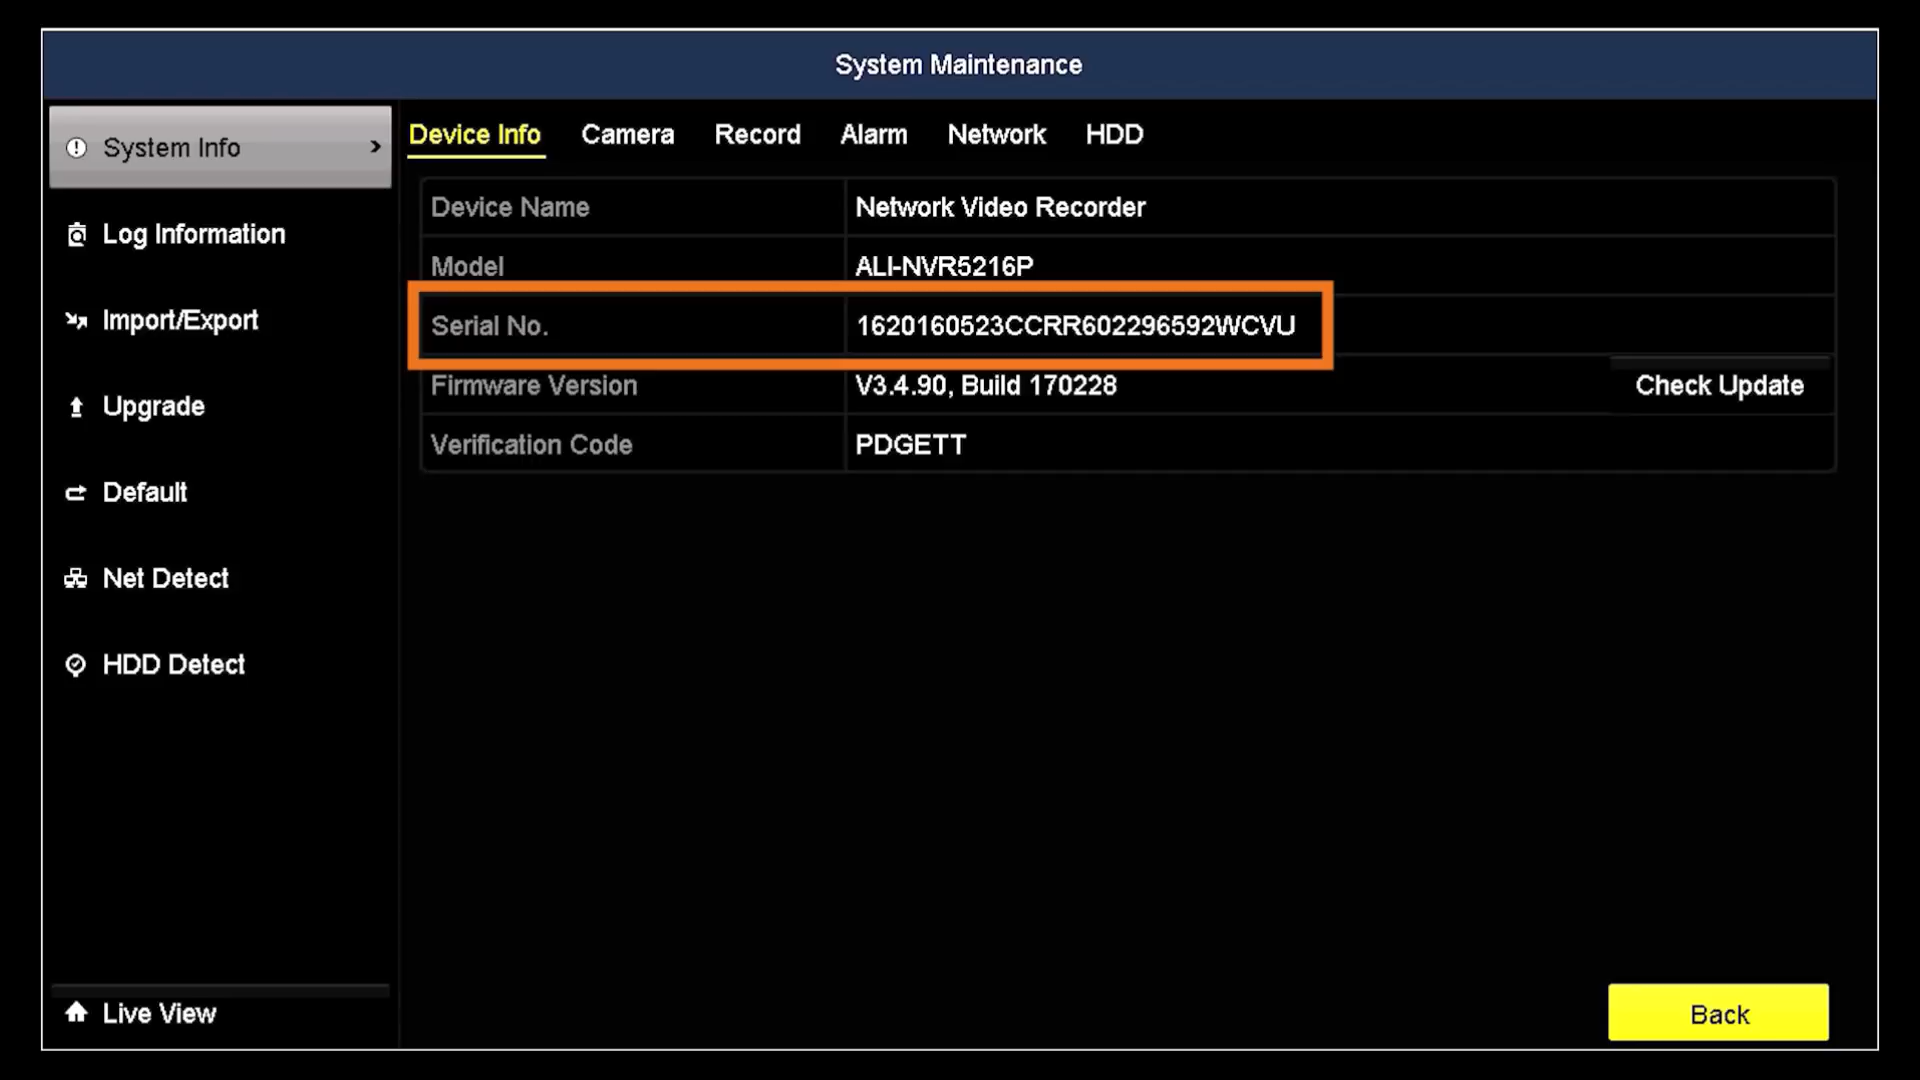 System Maintenance
System Info
Device Info Camera Record Alarm Network HDD
Device Name Network Video Recorder
Log Information
Model ALI-NVR5216P
Import/Export
Serial No. 1620160523CCRR602296592WCVU
Firmware Version V3.4.90, Build 170228 Check Update
Upgrade
Verification Code PDGETT
Default
Net Detect
HDD Detect
Live View
Back